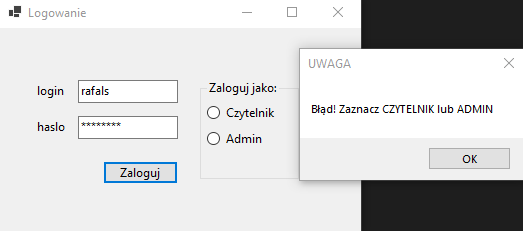 Logowanie
login rafals
haslo ********
Zaloguj
Zaloguj jako:
Czytelnik
Admin
UWAGA
Błąd! Zaznacz CZYTELNIK lub ADMIN
OK